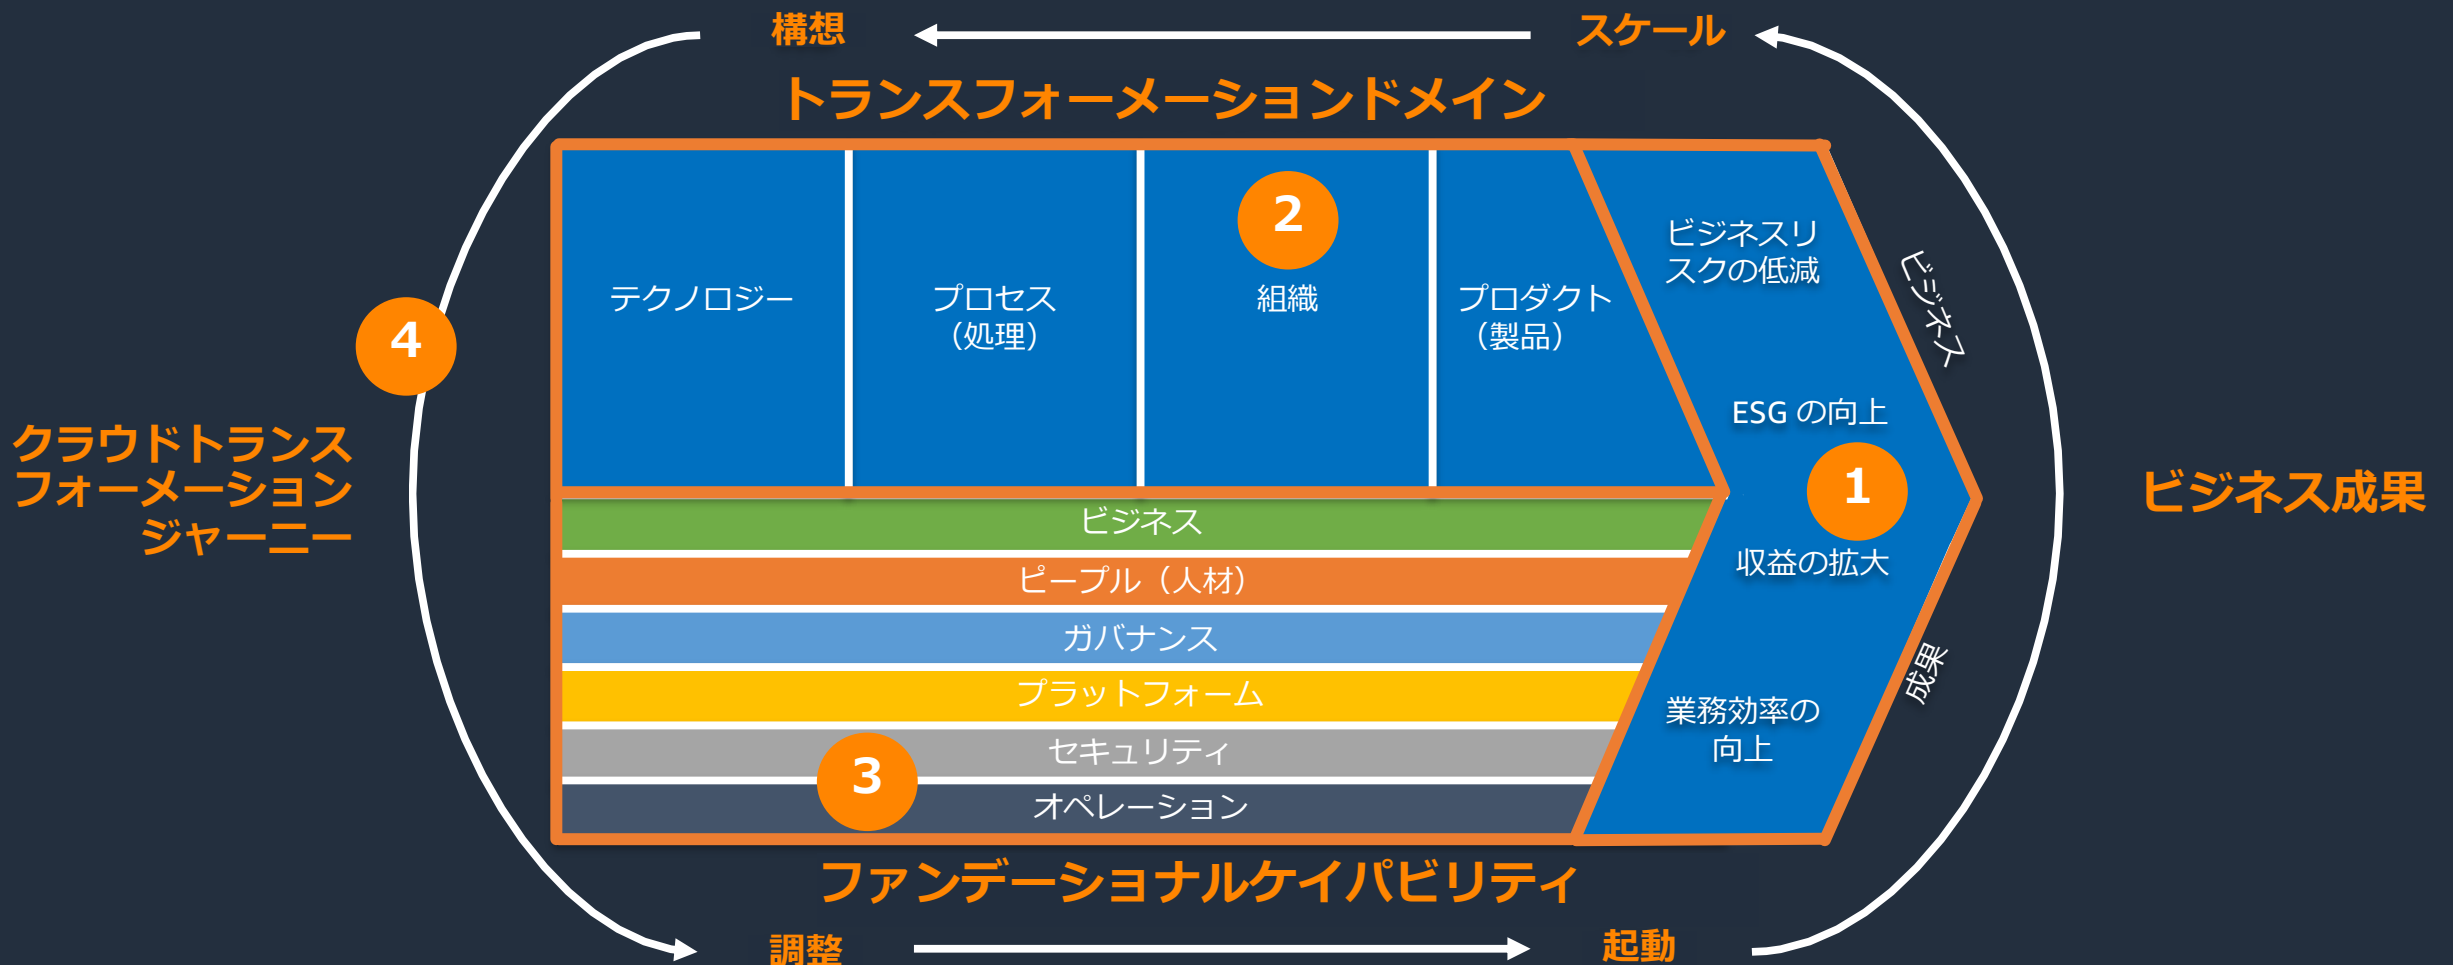 構想
スケール
トランスフォーメーションドメイン
2
テクノロジー
プロセス
（処理）
組織
プロダクト
（製品）
ビジネスリ
スクの低減
ビジネス
4
クラウドトランス
フォーメーション
ジャーニー
ESG の向上
1
ビジネス成果
収益の拡大
ビジネス
ピープル（人材）
ガバナンス
プラットフォーム
セキュリティ
3
オペレーション
業務効率の
向上
成果
ファンデーショナルケイパビリティ
調整
起動